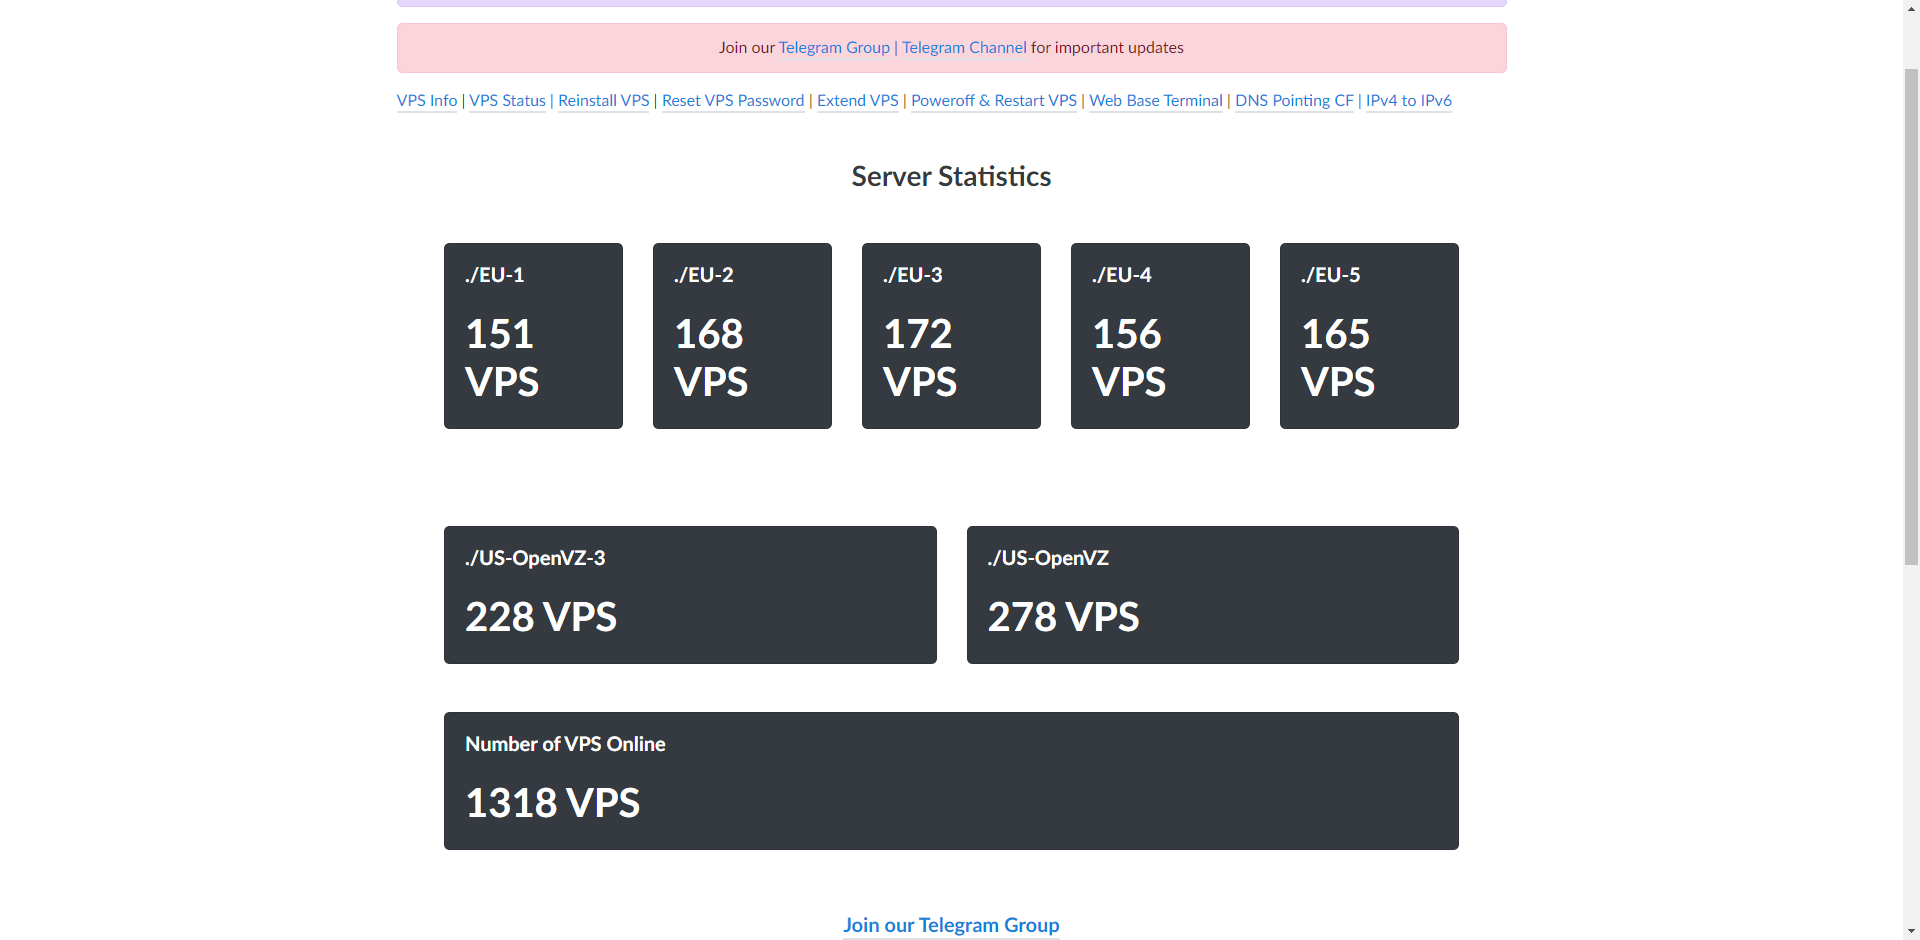 Join our Telegram Group | Telegram Channel for important updates
VPS Info | VPS Status | Reinstall VPS | Reset VPS Password | Extend VPS | Poweroff & Restart VPS | Web Base Terminal | DNS Pointing CF | IPv4 to IPv6
Server Statistics
./EU-1
151
VPS
./EU-2
168
VPS
./EU-3
172
VPS
./EU-4
156
VPS
./EU-5
165
VPS
./US-OpenVZ-3
228 VPS
./US-OpenVZ
278 VPS
Number of VPS Online
1318 VPS
Join our Telegram Group